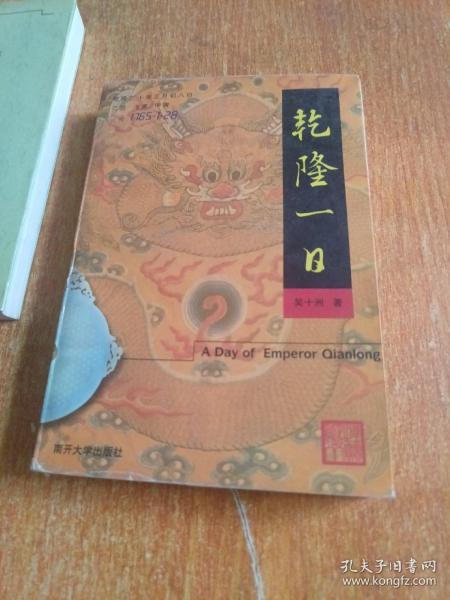 乾隆一日
1765-1-28
吴十洲 著
A Day of Emperor Qianlong
南开大学出版社
孔夫子旧书网
www.kongfz.com